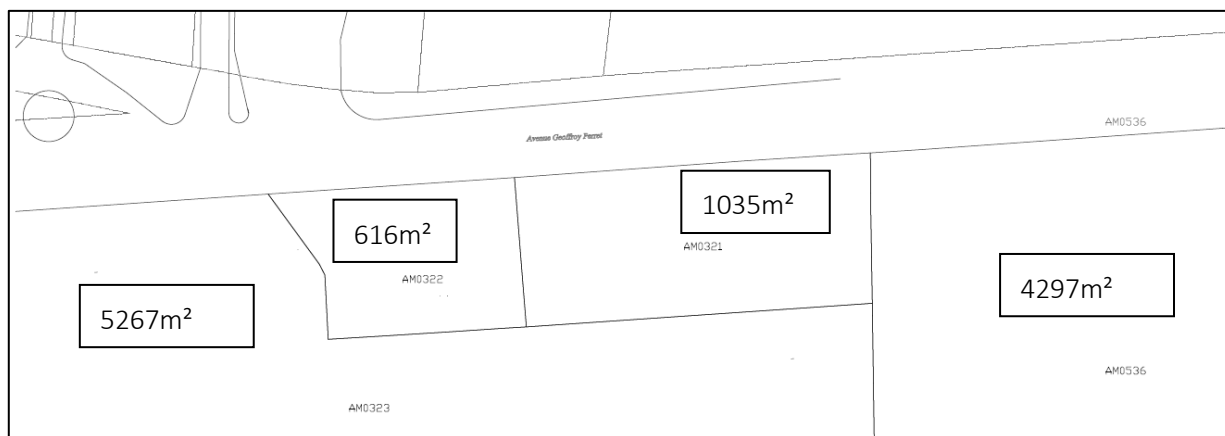 AM0536
Avenue Geoffroy Perret
616m²
1035m²
AM0321
AM0322
4297m²
5267m²
AM0536
AM0323